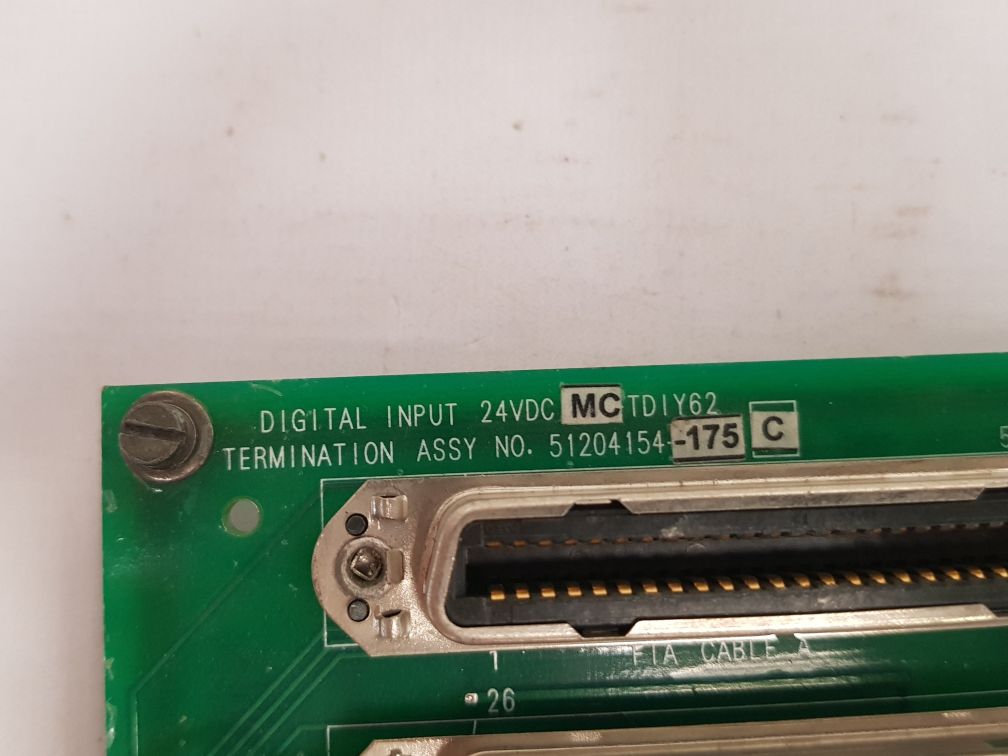 DIGITAL INPUT 24VDC MC TDIY62
TERMINATION ASSY NO. 51204154-175 C
1 FTA CABLE A
26